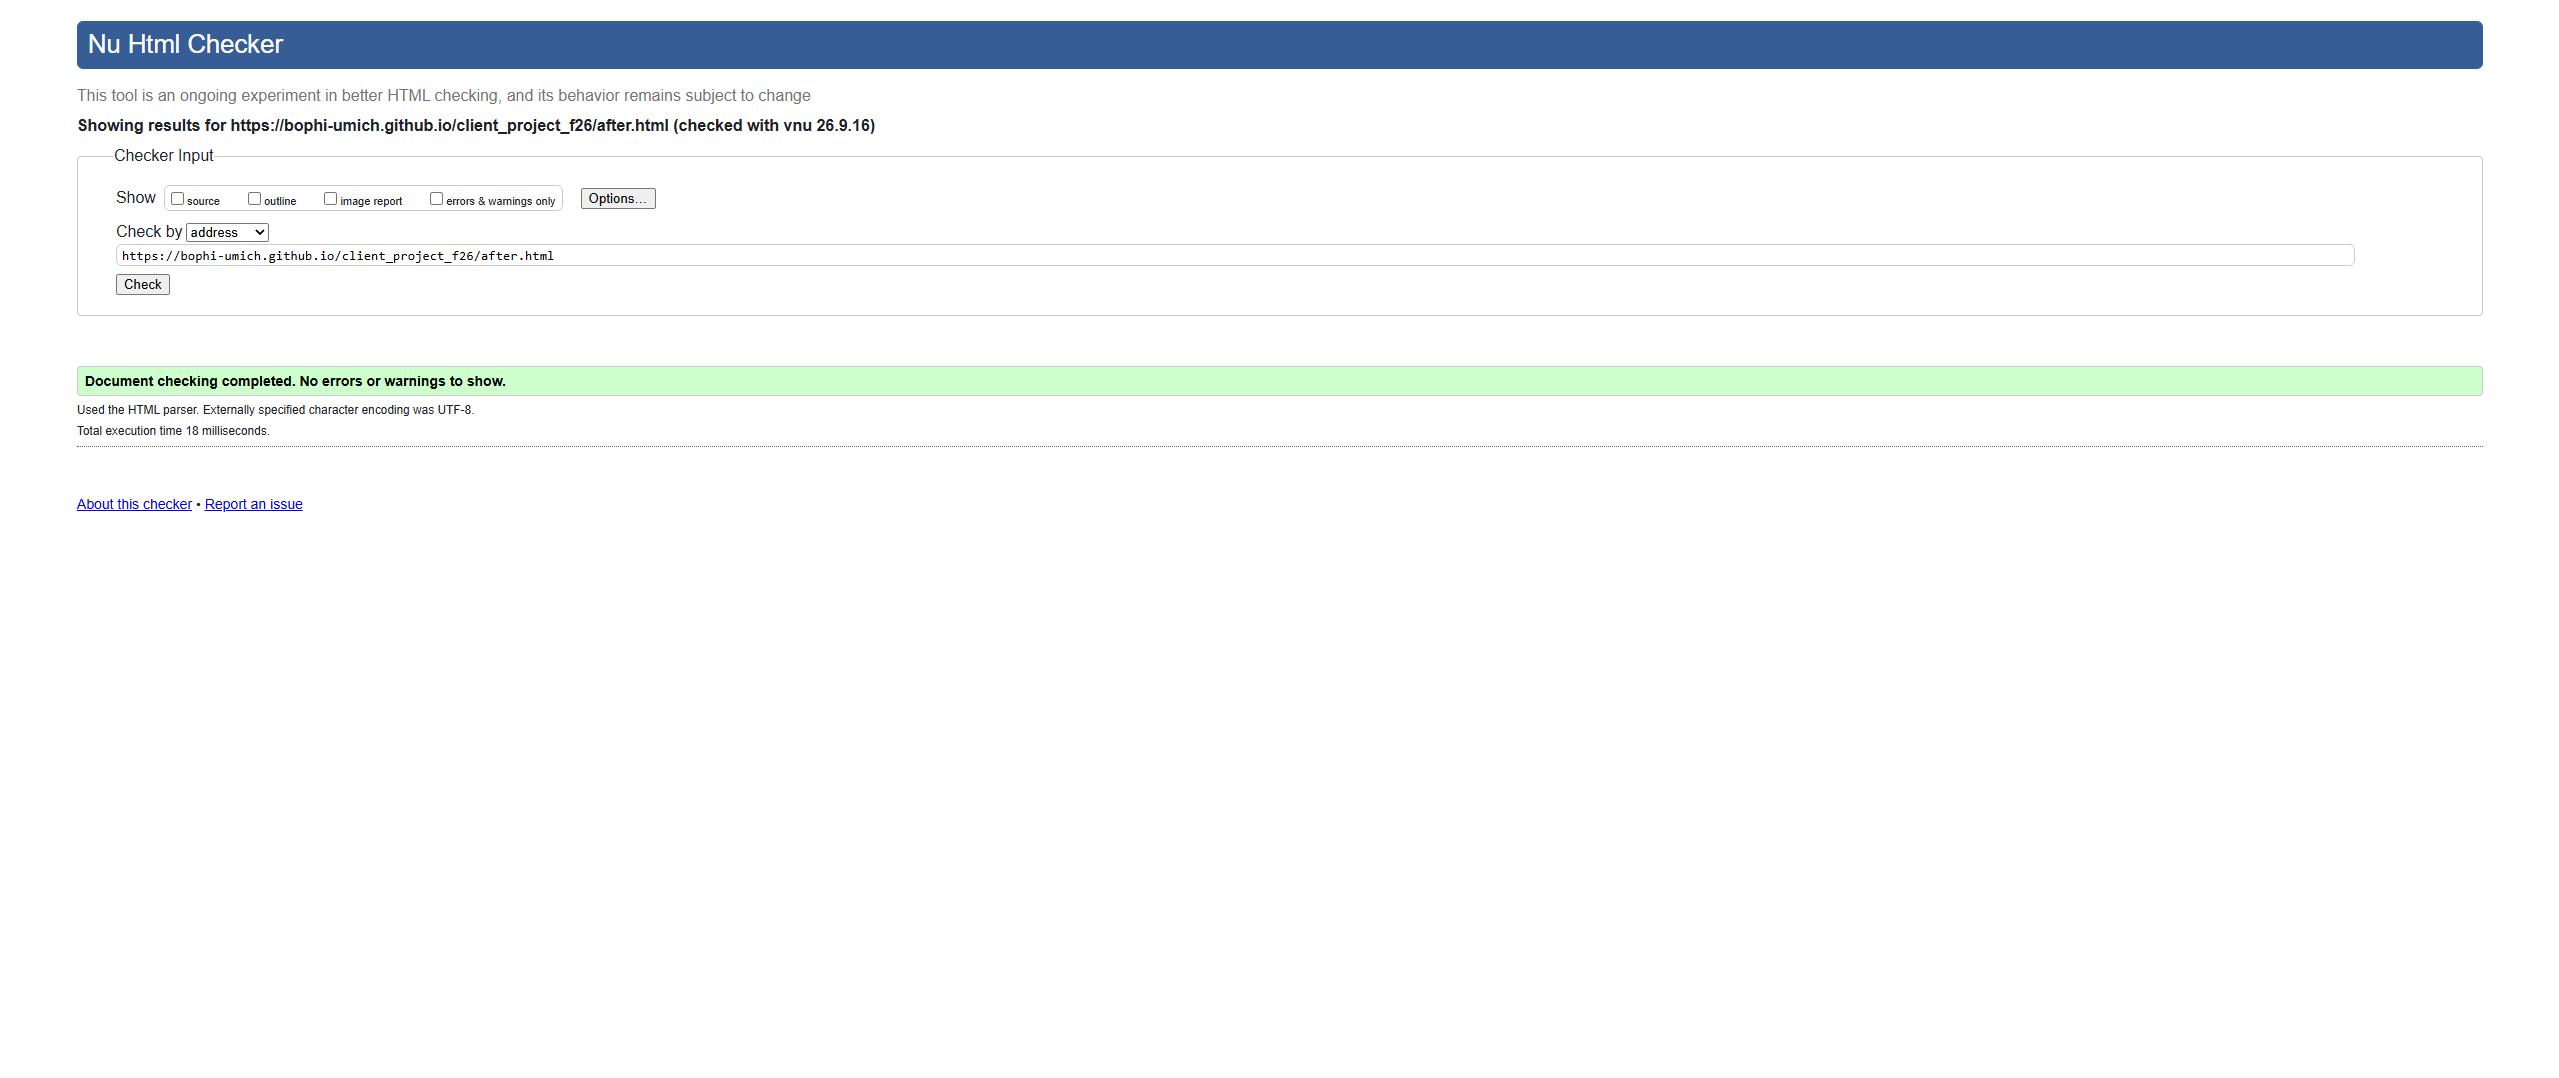 Nu Html Checker
This tool is an ongoing experiment in better HTML checking, and its behavior remains subject to change
Showing results for https://bophi-umich.github.io/client_project_f26/after.html (checked with vnu 26.9.16)
Checker Input
Show source outline image report errors & warnings only Options...
Check by address
https://bophi-umich.github.io/client_project_f26/after.html
Check
Document checking completed. No errors or warnings to show.
Used the HTML parser. Externally specified character encoding was UTF-8.
Total execution time 18 milliseconds.
About this checker • Report an issue